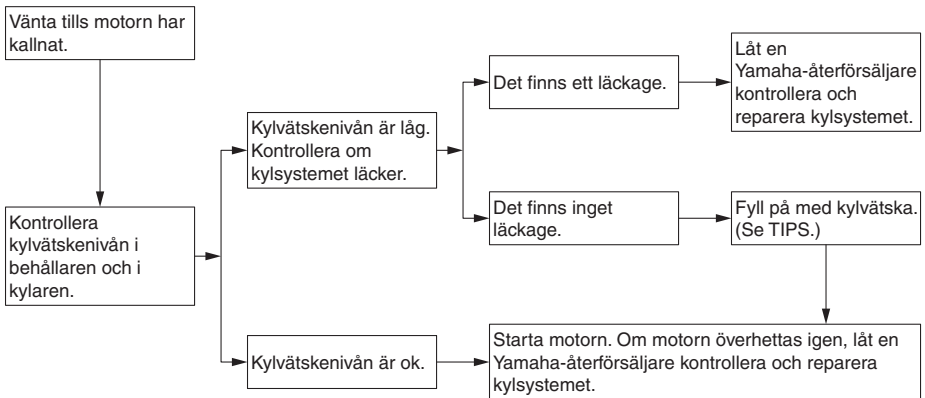 Vänta tills motorn har
kallnat.
Kontrollera
kylvätskenivån i
behållaren och i
kylaren.
Kylvätskenivån är låg.
Kontrollera om
kylsystemet läcker.
Det finns ett läckage.
Låt en
Yamaha-återförsäljare
kontrollera och
reparera kylsystemet.
Det finns inget
läckage.
Fyll på med kylvätska.
(Se TIPS.)
Kylvätskenivån är ok.
Starta motorn. Om motorn överhettas igen, låt en
Yamaha-återförsäljare kontrollera och reparera
kylsystemet.